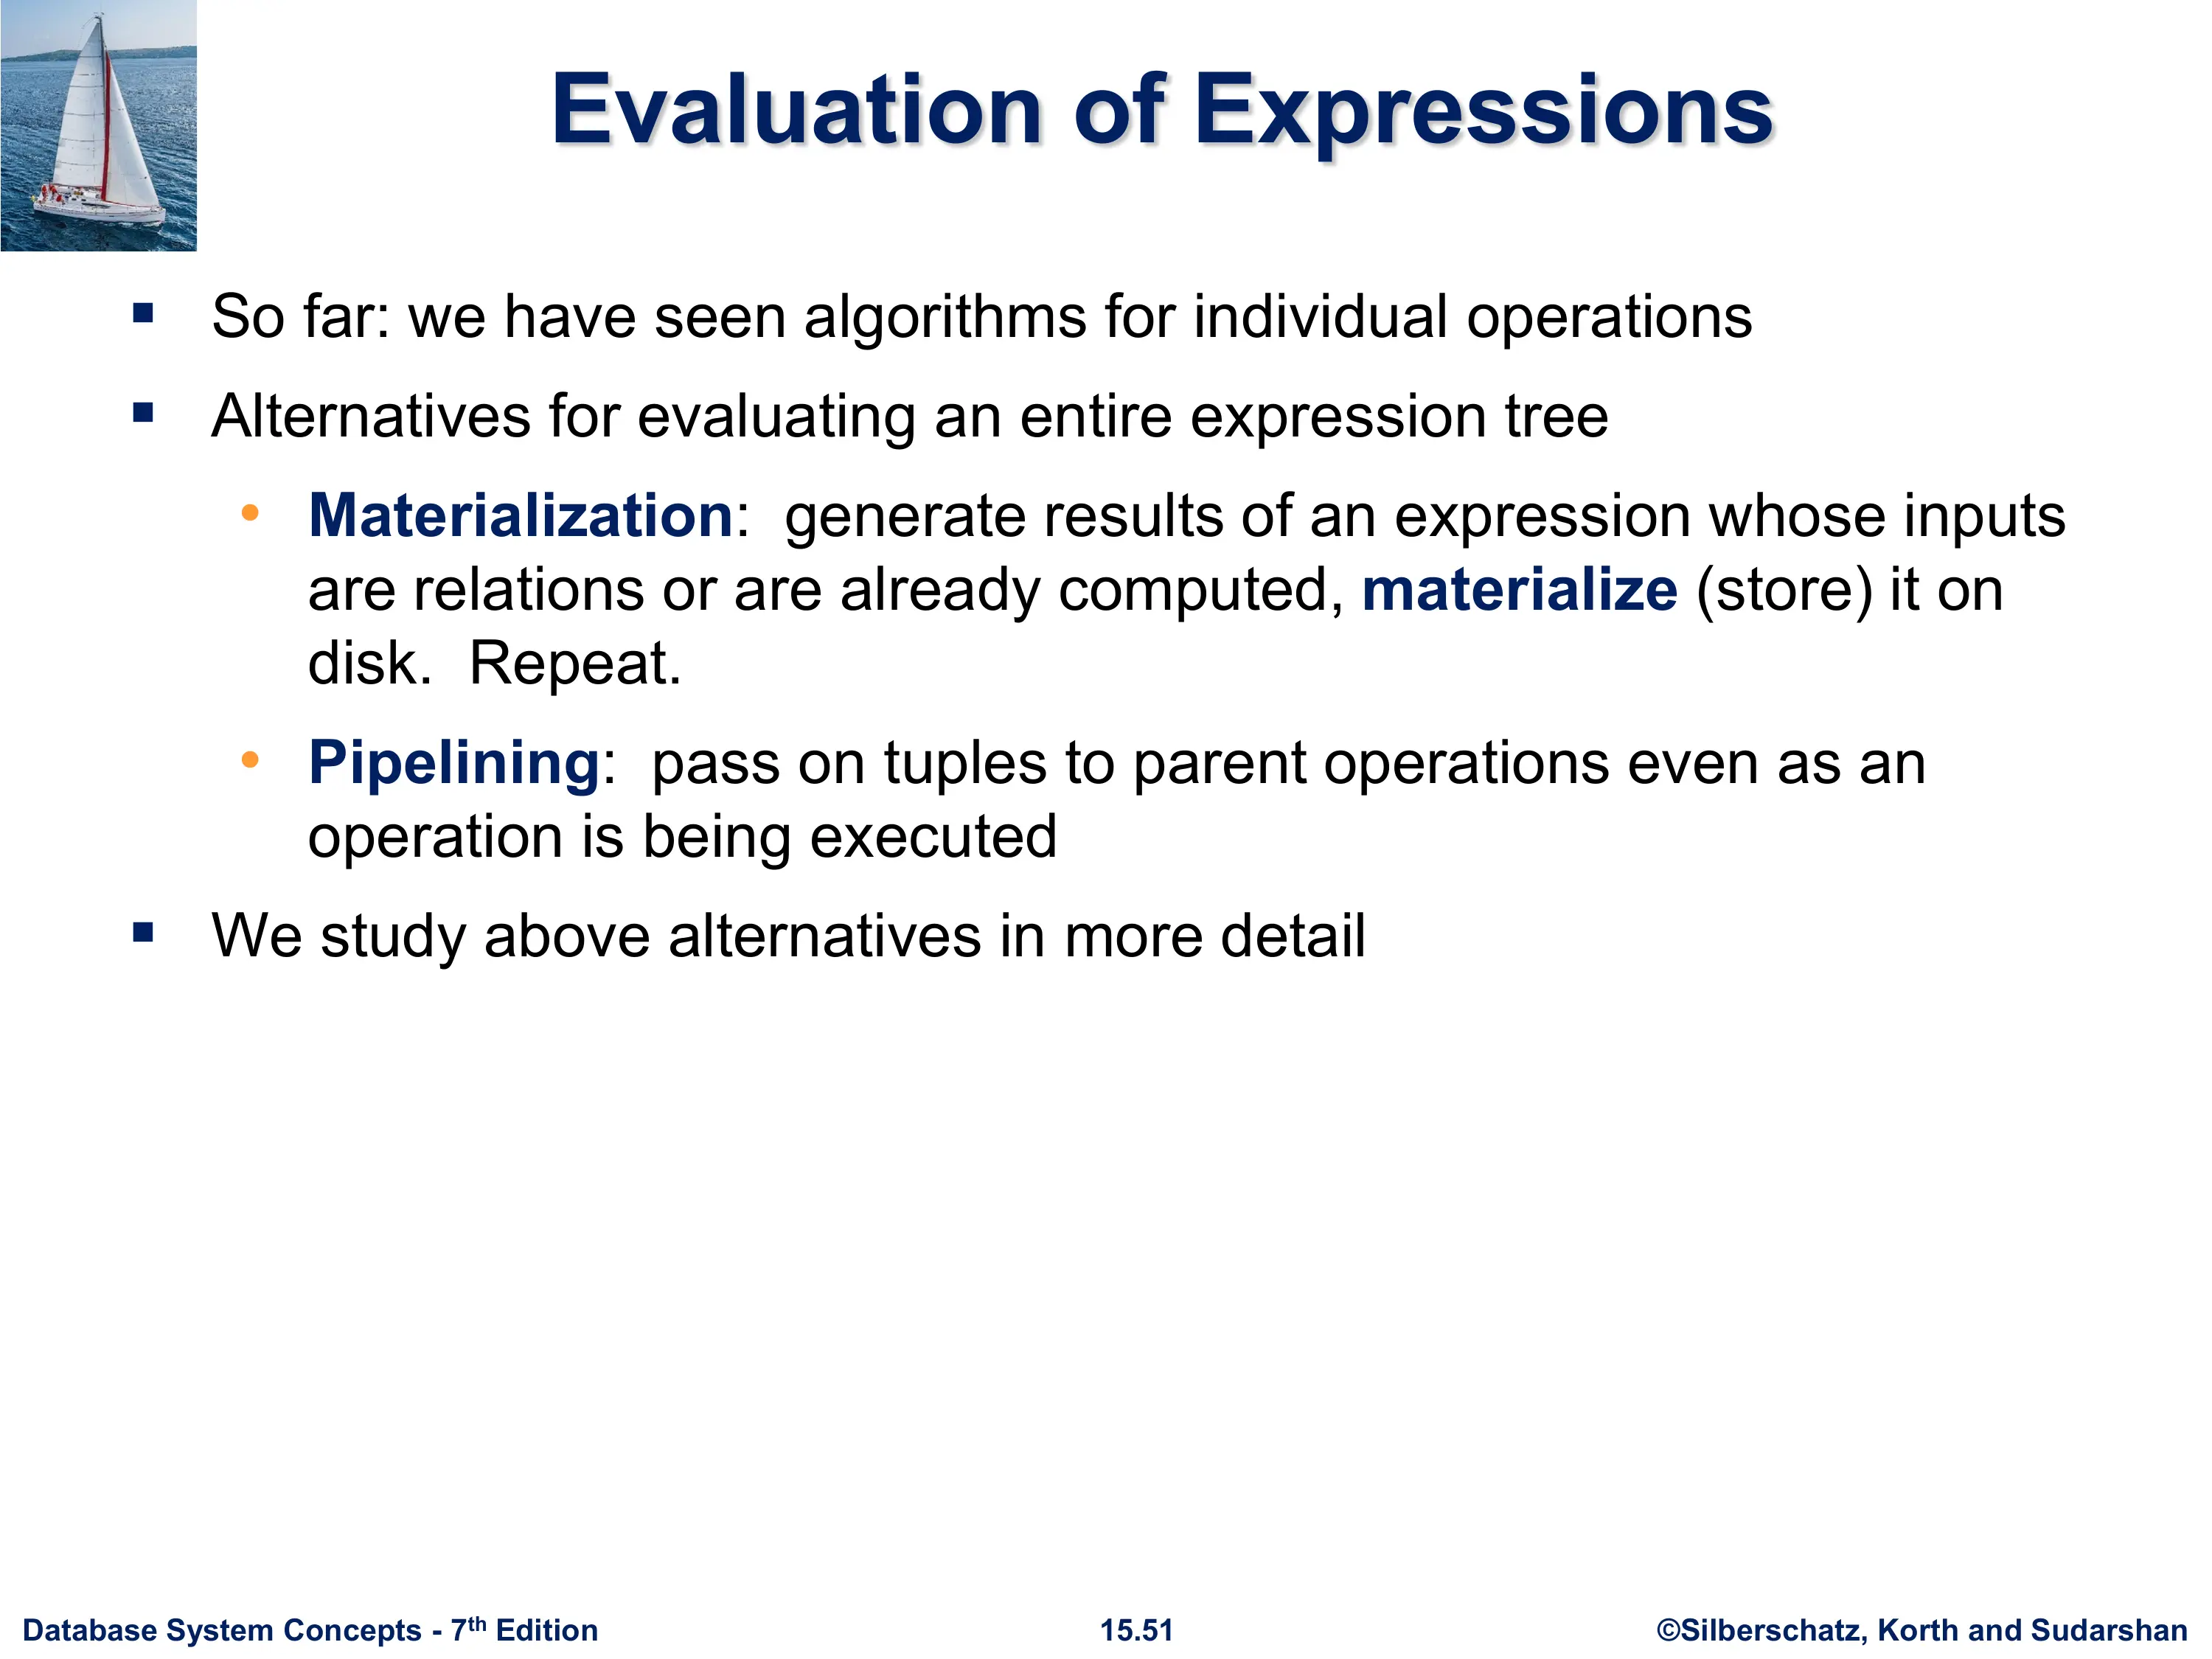 Evaluation of Expressions
▪ So far: we have seen algorithms for individual operations
▪ Alternatives for evaluating an entire expression tree
• Materialization: generate results of an expression whose inputs
are relations or are already computed, materialize (store) it on
disk. Repeat.
• Pipelining: pass on tuples to parent operations even as an
operation is being executed
▪ We study above alternatives in more detail
Database System Concepts - 7th Edition
15.51
©Silberschatz, Korth and Sudarshan